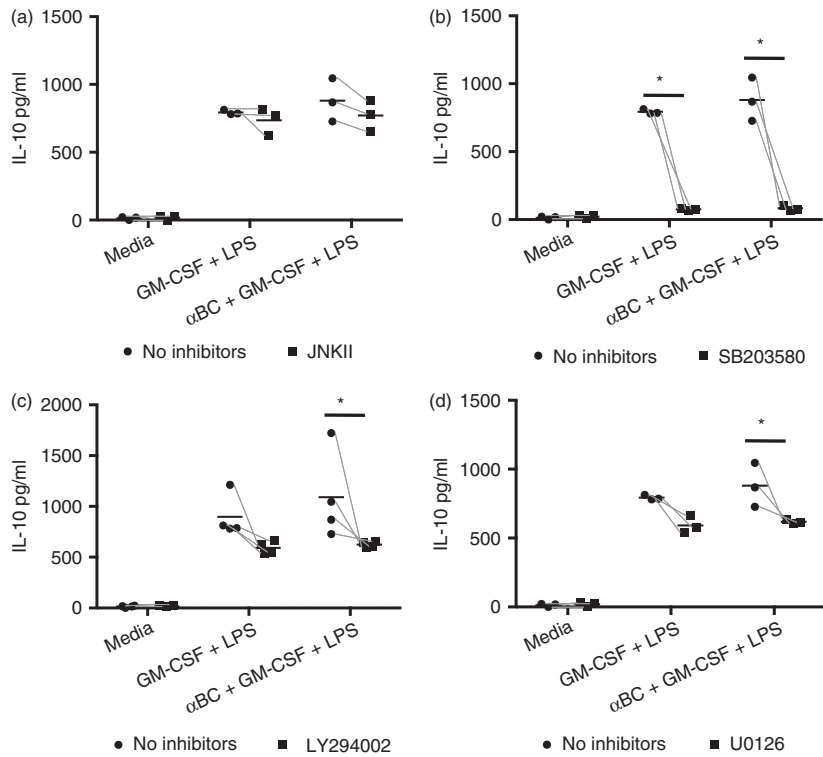 (a)
1500
1000
500
0
IL-10 pg/ml
Media
GM-CSF + LPS
αBC + GM-CSF + LPS
No inhibitors JNKII
(b)
1500
1000
500
0
IL-10 pg/ml
*
*
Media
GM-CSF + LPS
αBC + GM-CSF + LPS
No inhibitors SB203580
(c)
2000
1500
1000
500
0
IL-10 pg/ml
*
Media
GM-CSF + LPS
αBC + GM-CSF + LPS
No inhibitors LY294002
(d)
1500
1000
500
0
IL-10 pg/ml
*
Media
GM-CSF + LPS
αBC + GM-CSF + LPS
No inhibitors U0126